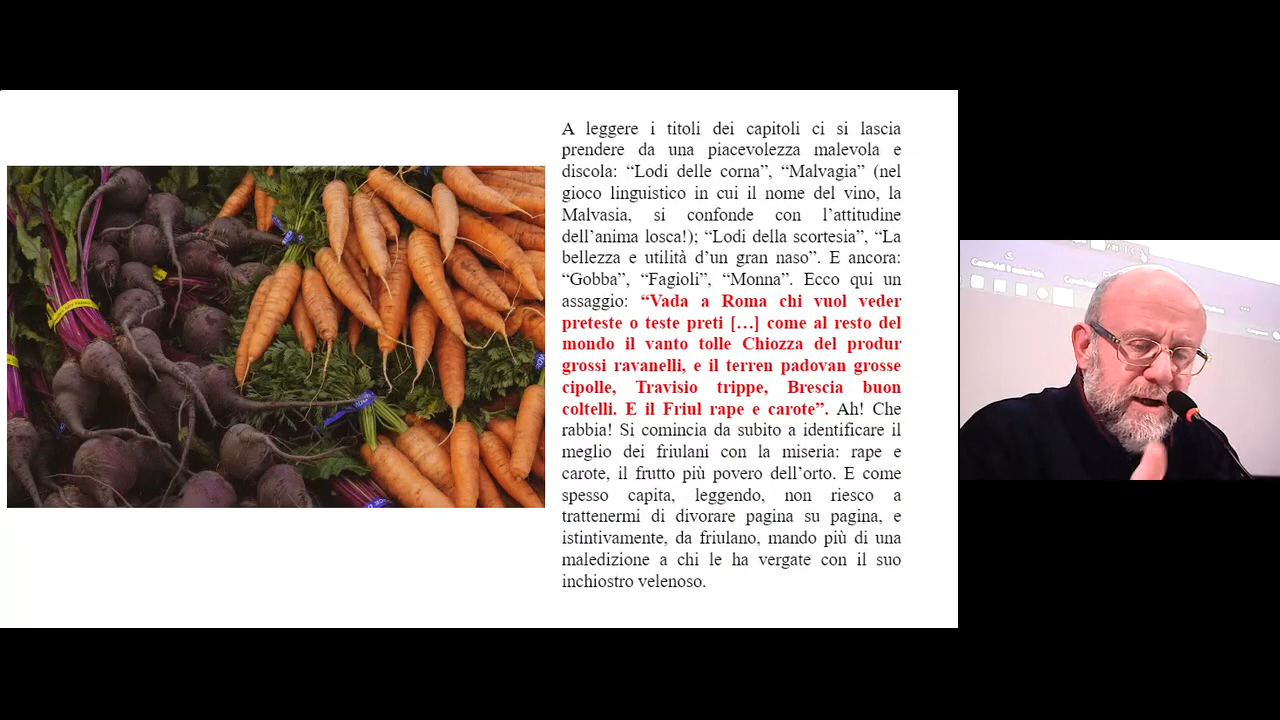 A leggere i titoli dei capitoli ci si lascia
prendere da una piacevolezza malevola e
discola: “Lodi delle corna”, “Malvagia” (nel
gioco linguistico in cui il nome del vino, la
Malvasia, si confonde con l’attitudine
dell’anima losca!); “Lodi della scortesia”, “La
bellezza e utilità d’un gran naso”. E ancora:
“Gobba”, “Fagioli”, “Monna”. Ecco qui un
assaggio: “Vada a Roma chi vuol veder
preteste o teste preti […] come al resto del
mondo il vanto tolle Chiozza del produr
grossi ravanelli, e il terren padovan grosse
cipolle, Travisio trippe, Brescia buon
coltelli. E il Friul rape e carote”. Ah! Che
rabbia! Si comincia da subito a identificare il
meglio dei friulani con la miseria: rape e
carote, il frutto più povero dell’orto. E come
spesso capita, leggendo, non riesco a
trattenermi di divorare pagina su pagina, e
istintivamente, da friulano, mando più di una
maledizione a chi le ha vergate con il suo
inchiostro velenoso.